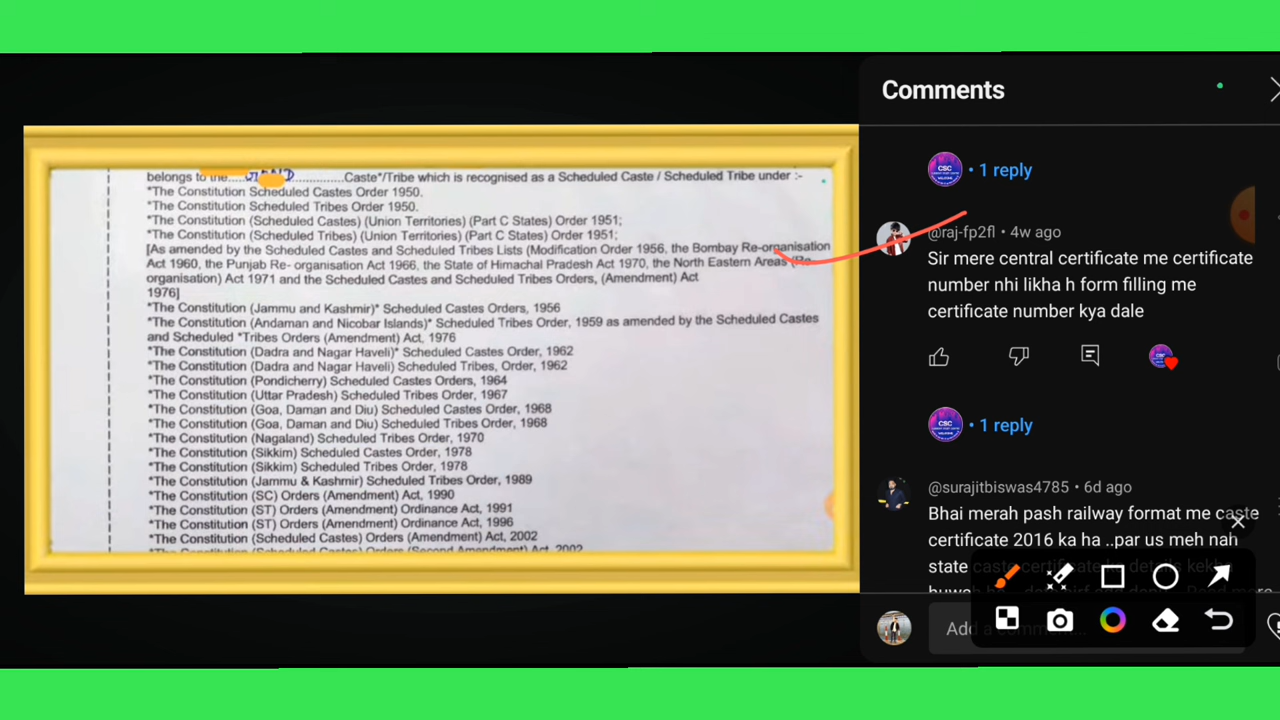 belongs to the..............Caste*/Tribe which is recognised as a Scheduled Caste / Scheduled Tribe under :-
*The Constitution Scheduled Castes Order 1950.
*The Constitution Scheduled Tribes Order 1950.
*The Constitution (Scheduled Castes) (Union Territories) (Part C States) Order 1951;
*The Constitution (Scheduled Tribes) (Union Territories) (Part C States) Order 1951;
[As amended by the Scheduled Castes and Scheduled Tribes Lists (Modification Order 1956, the Bombay Re-organisation
Act 1960, the Punjab Re- organisation Act 1966, the State of Himachal Pradesh Act 1970, the North Eastern Areas (Re-
organisation) Act 1971 and the Scheduled Castes and Scheduled Tribes Orders, (Amendment) Act
1976]
*The Constitution (Jammu and Kashmir)* Scheduled Castes Orders, 1956
*The Constitution (Andaman and Nicobar Islands)* Scheduled Tribes Order, 1959 as amended by the Scheduled Castes
and Scheduled *Tribes Orders (Amendment) Act, 1976
*The Constitution (Dadra and Nagar Haveli)* Scheduled Castes Order, 1962
*The Constitution (Dadra and Nagar Haveli) Scheduled Tribes, Order, 1962
*The Constitution (Pondicherry) Scheduled Castes Orders, 1964
*The Constitution (Uttar Pradesh) Scheduled Tribes Order, 1967
*The Constitution (Goa, Daman and Diu) Scheduled Castes Order, 1968
*The Constitution (Goa, Daman and Diu) Scheduled Tribes Order, 1968
*The Constitution (Nagaland) Scheduled Tribes Order, 1970
*The Constitution (Sikkim) Scheduled Castes Order, 1978
*The Constitution (Sikkim) Scheduled Tribes Order, 1978
*The Constitution (Jammu & Kashmir) Scheduled Tribes Order, 1989
*The Constitution (SC) Orders (Amendment) Act, 1990
*The Constitution (ST) Orders (Amendment) Ordinance Act, 1991
*The Constitution (ST) Orders (Amendment) Ordinance Act, 1996
*The Constitution (Scheduled Castes) Orders (Amendment) Act, 2002
*The Constitution (Scheduled Castes) Orders (Second Amendment) Act, 2002
Comments
CSC
• 1 reply
@raj-fp2fl • 4w ago
Sir mere central certificate me certificate
number nhi likha h form filling me
certificate number kya dale
CSC
• 1 reply
@surajitbiswas4785 • 6d ago
Bhai merah pash railway format me caste
certificate 2016 ka ha ..par us meh nah
state caste certificate
Add a comment...